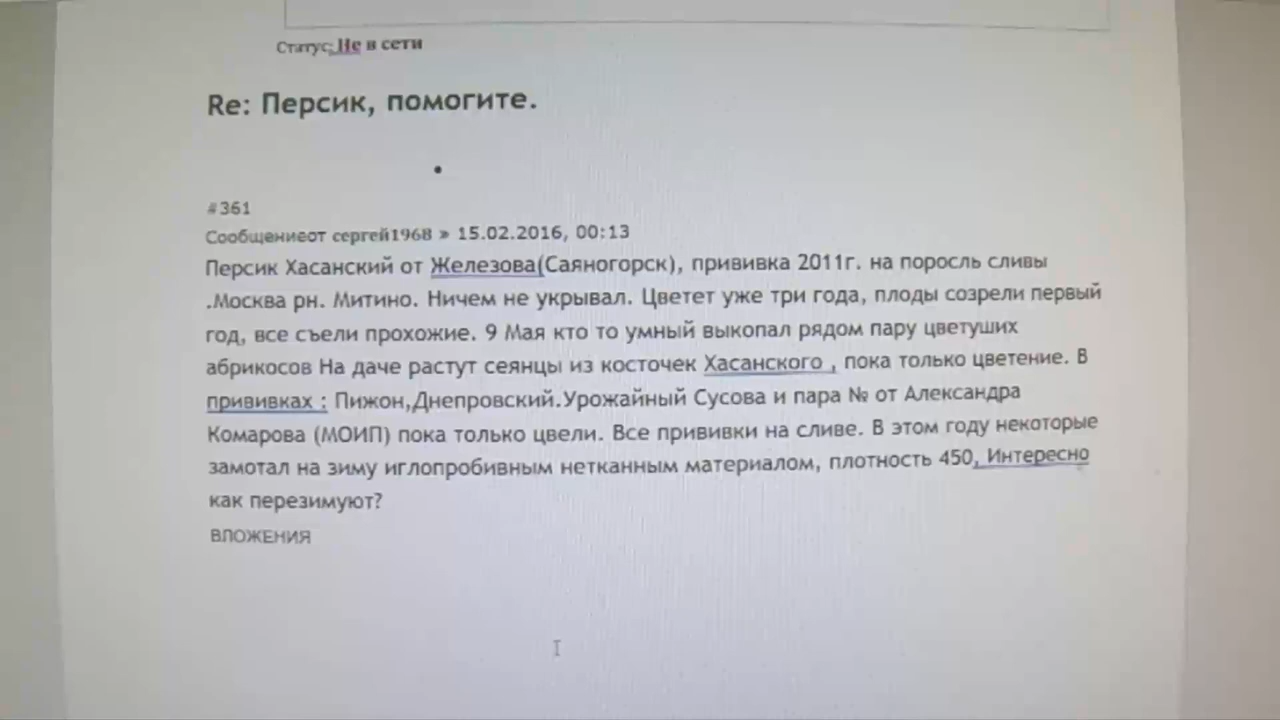 Статус: Не в сети
Re: Персик, помогите.
•
#361
Сообщениеот сергей1968 » 15.02.2016, 00:13
Персик Хасанский от Железова(Саяногорск), прививка 2011г. на поросль сливы
.Москва рн. Митино. Ничем не укрывал. Цветет уже три года, плоды созрели первый
год, все съели прохожие. 9 Мая кто то умный выкопал рядом пару цветуших
абрикосов На даче растут сеянцы из косточек Хасанского , пока только цветение. В
прививках : Пижон,Днепровский.Урожайный Сусова и пара № от Александра
Комарова (МОИП) пока только цвели. Все прививки на сливе. В этом году некоторые
замотал на зиму иглопробивным нетканным материалом, плотность 450, Интересно
как перезимуют?
ВЛОЖЕНИЯ